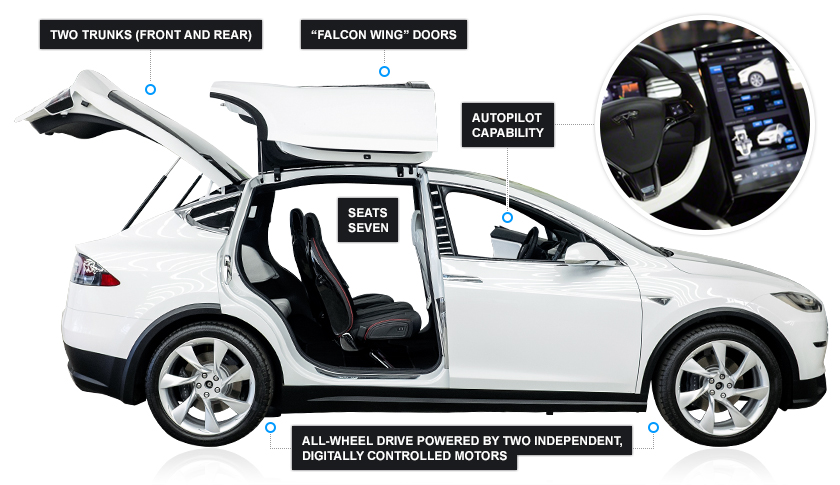 TWO TRUNKS (FRONT AND REAR)
“FALCON WING” DOORS
AUTOPILOT
CAPABILITY
SEATS
SEVEN
ALL-WHEEL DRIVE POWERED BY TWO INDEPENDENT,
DIGITALLY CONTROLLED MOTORS